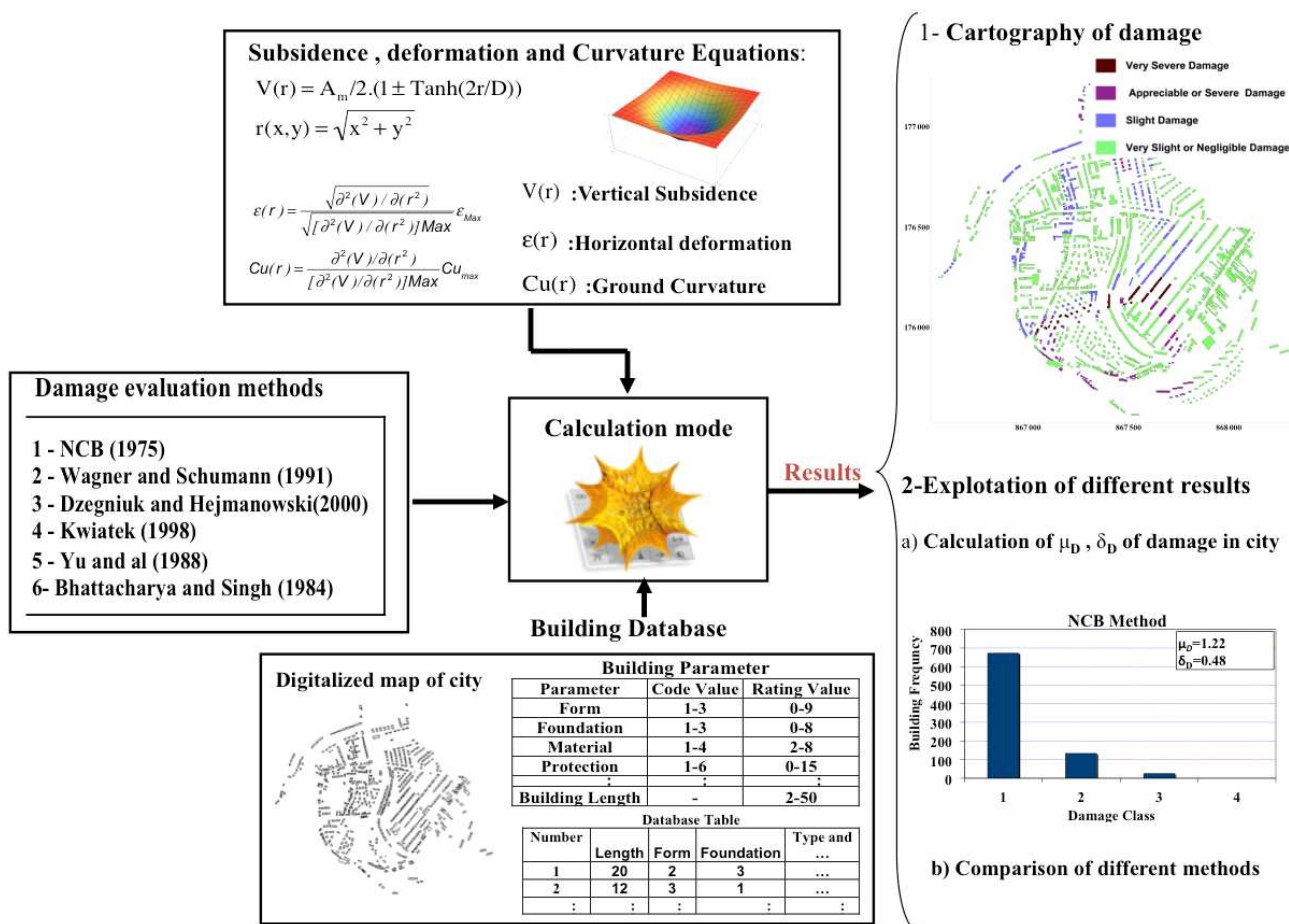 Subsidence , deformation and Curvature Equations:
V(r) = A_m/2.(1 ± Tanh(2r/D))
r(x,y) = √x² + y²
ε(r) = √∂²(V) / ∂(r²) / √[∂²(V) / ∂(r²)]Max ε_Max
Cu(r) = ∂²(V)/∂(r²) / [∂²(V)/∂(r²)]Max Cu_max
V(r) :Vertical Subsidence
ε(r) :Horizontal deformation
Cu(r) :Ground Curvature
Damage evaluation methods
1 - NCB (1975)
2 - Wagner and Schumann (1991)
3 - Dzegniuk and Hejmanowski(2000)
4 - Kwiatek (1998)
5 - Yu and al (1988)
6- Bhattacharya and Singh (1984)
Calculation mode
Results
Building Database
Digitalized map of city
Building Parameter
Parameter Code Value Rating Value
Form 1-3 0-9
Foundation 1-3 0-8
Material 1-4 2-8
Protection 1-6 0-15
: : :
Building Length - 2-50
Database Table
Number Length Form Foundation Type and ...
1 20 2 3 ...
2 12 3 1 ...
: : : : :
1- Cartography of damage
Very Severe Damage
Appreciable or Severe Damage
Slight Damage
Very Slight or Negligible Damage
177 000
176 500
176 000
867 000 867 500 868 000
2-Explotation of different results
a) Calculation of μ_D , δ_D of damage in city
NCB Method
μ_D=1.22
δ_D=0.48
Building Frequncy
800
700
600
500
400
300
200
100
0
1 2 3 4
Damage Class
b) Comparison of different methods